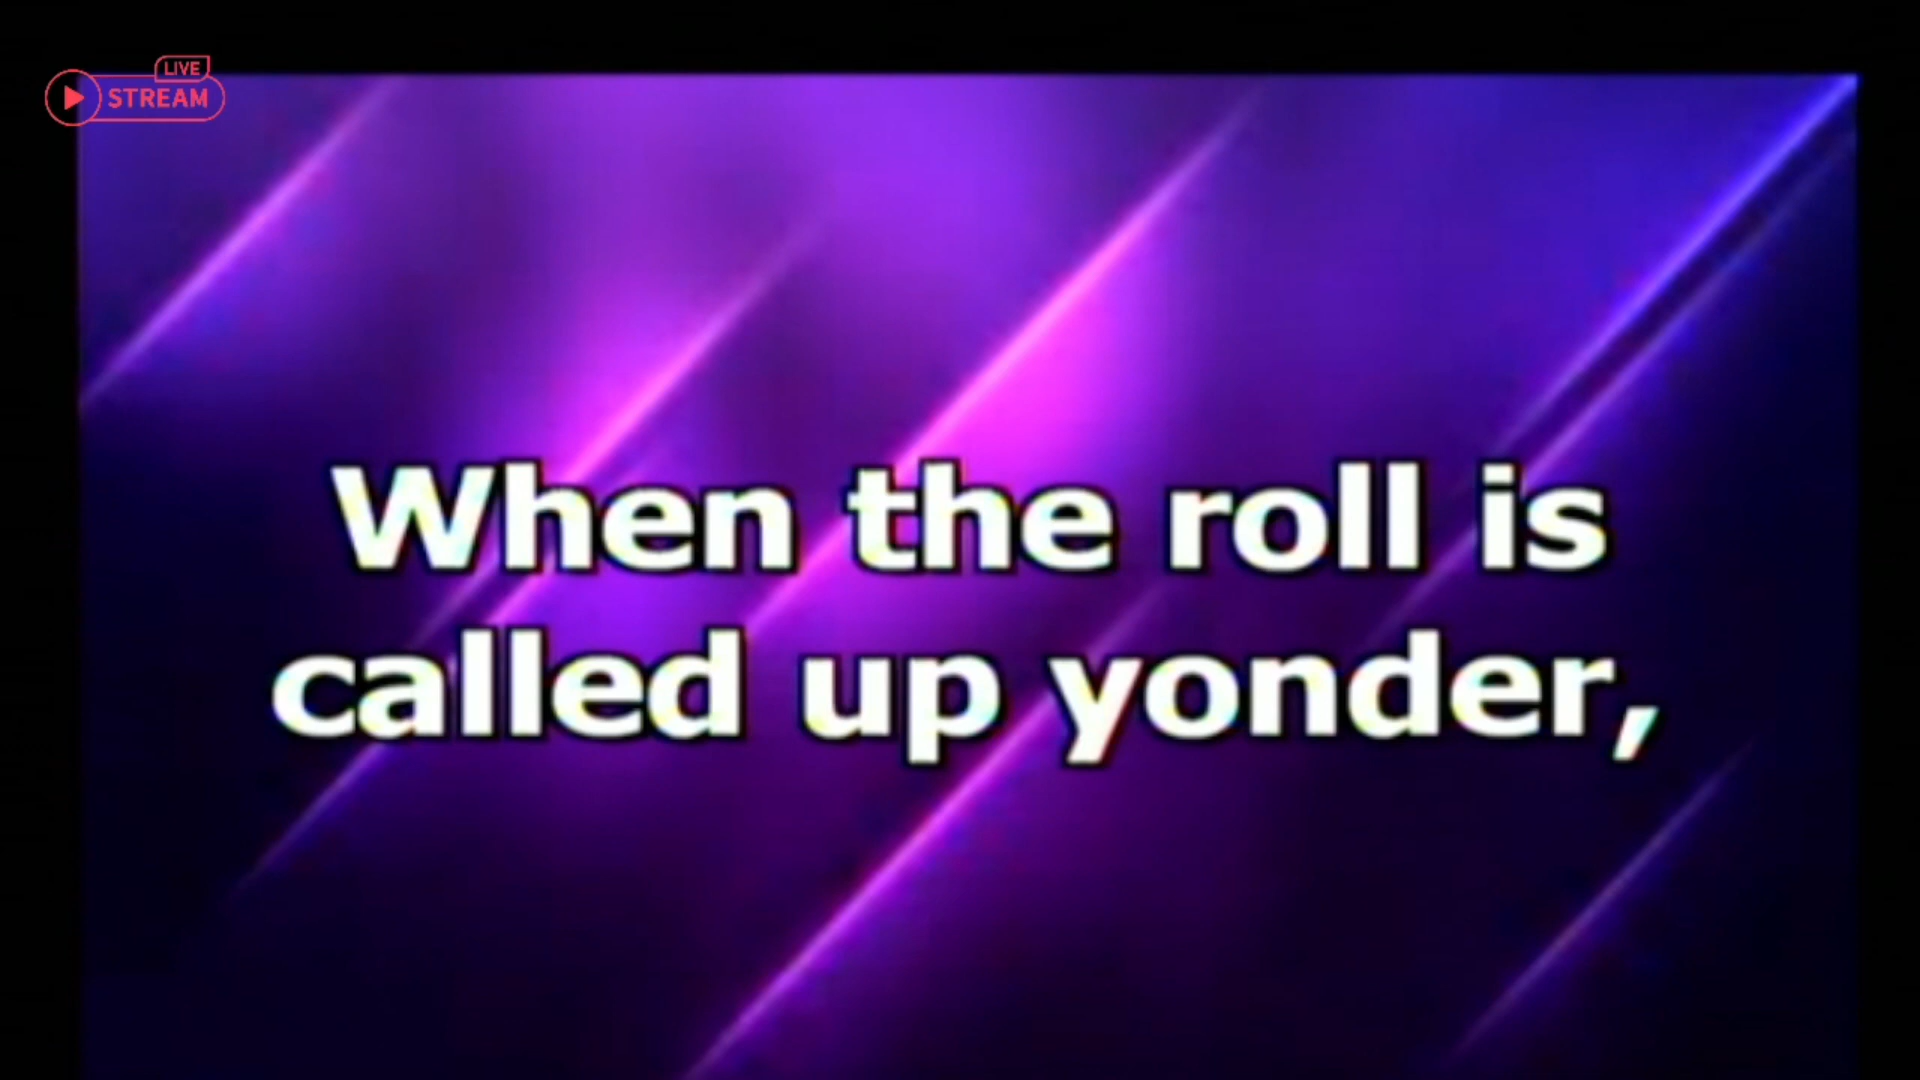 LIVE
STREAM
When the roll is
called up yonder,